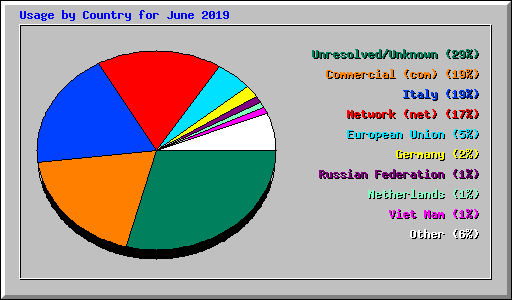 Usage by Country for June 2019
Unresolved/Unknown (29%)
Commercial (com) (19%)
Italy (19%)
Network (net) (17%)
European Union (5%)
Germany (2%)
Russian Federation (1%)
Netherlands (1%)
Viet Nam (1%)
Other (6%)